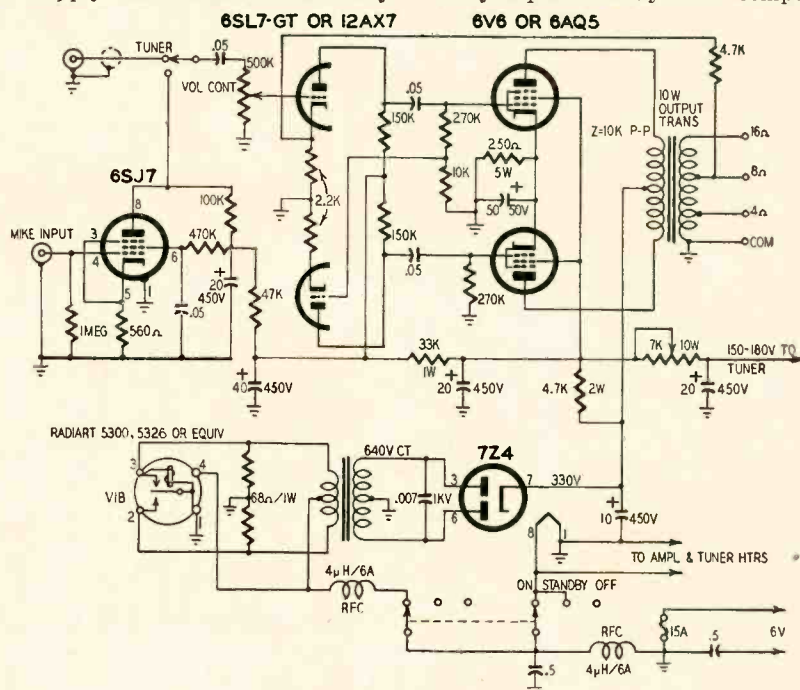 6SL7-GT OR 12AX7
6V6 OR 6AQ5
TUNER
.05
500K
VOL CONT
4.7K
150K
.05
270K
250Ω
5W
10K
50 + 50V
Z=10K P-P
10W
OUTPUT
TRANS
16Ω
8Ω
4Ω
COM
6SJ7
8
3
4
5
6
1
MIKE INPUT
100K
470K
2.2K
+
20
450V
.05
47K
1MEG
560Ω
150K
.05
270K
33K
1W
7K 10W
150-180V TO
TUNER
+
40 450V
+
20 450V
4.7K 2W
+
20 450V
RADIART 5300, 5326 OR EQUIV
3
4
VIB
2
1
68Ω/1W
640V CT
.007 1KV
7Z4
3
7
6
8
1
330V
+
10 450V
TO AMPL & TUNER HTRS
4μH/6A
RFC
ON STANDBY OFF
RFC
4μH/6A
15A
6V
.5
.5